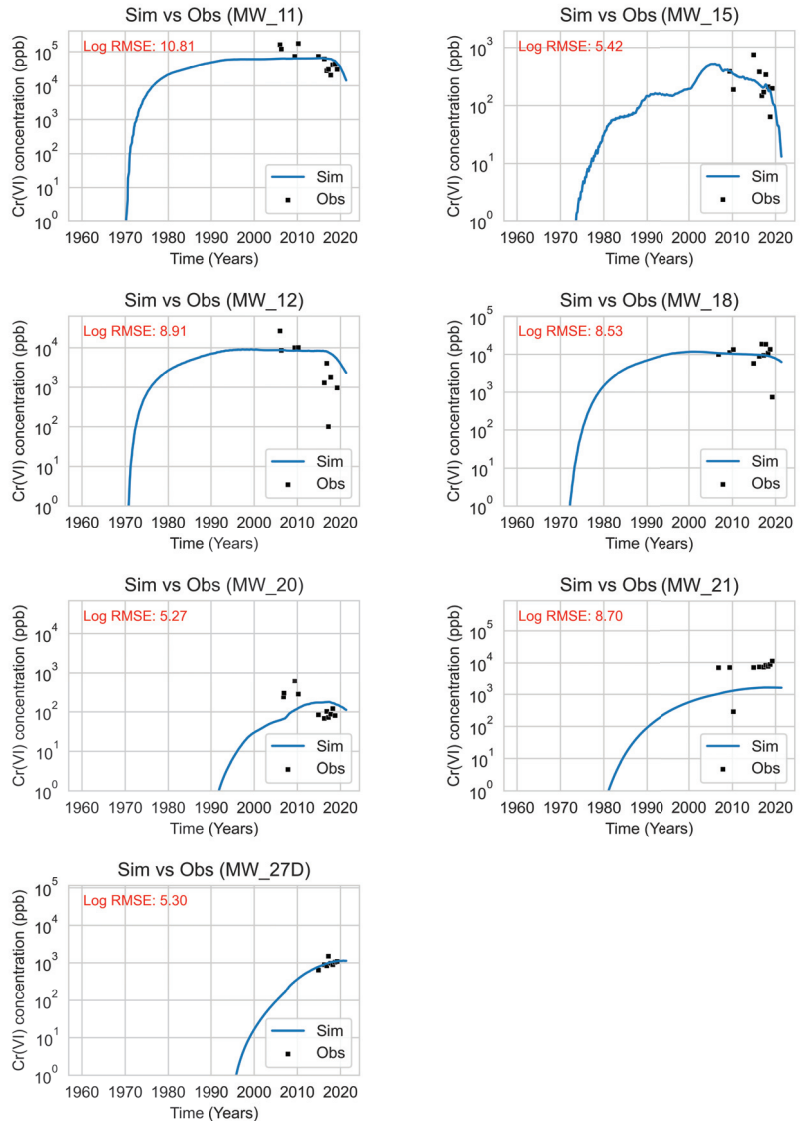 Sim vs Obs (MW_11)
Log RMSE: 10.81
Cr(VI) concentration (ppb)
10^5
10^4
10^3
10^2
10^1
10^0
Sim
Obs
1960 1970 1980 1990 2000 2010 2020
Time (Years)
Sim vs Obs (MW_15)
Log RMSE: 5.42
Cr(VI) concentration (ppb)
10^3
10^2
10^1
10^0
Sim
Obs
1960 1970 1980 1990 2000 2010 2020
Time (Years)
Sim vs Obs (MW_12)
Log RMSE: 8.91
Cr(VI) concentration (ppb)
10^4
10^3
10^2
10^1
10^0
Sim
Obs
1960 1970 1980 1990 2000 2010 2020
Time (Years)
Sim vs Obs (MW_18)
Log RMSE: 8.53
Cr(VI) concentration (ppb)
10^5
10^4
10^3
10^2
10^1
10^0
Sim
Obs
1960 1970 1980 1990 2000 2010 2020
Time (Years)
Sim vs Obs (MW_20)
Log RMSE: 5.27
Cr(VI) concentration (ppb)
10^4
10^3
10^2
10^1
10^0
Sim
Obs
1960 1970 1980 1990 2000 2010 2020
Time (Years)
Sim vs Obs (MW_21)
Log RMSE: 8.70
Cr(VI) concentration (ppb)
10^5
10^4
10^3
10^2
10^1
10^0
Sim
Obs
1960 1970 1980 1990 2000 2010 2020
Time (Years)
Sim vs Obs (MW_27D)
Log RMSE: 5.30
Cr(VI) concentration (ppb)
10^5
10^4
10^3
10^2
10^1
10^0
Sim
Obs
1960 1970 1980 1990 2000 2010 2020
Time (Years)